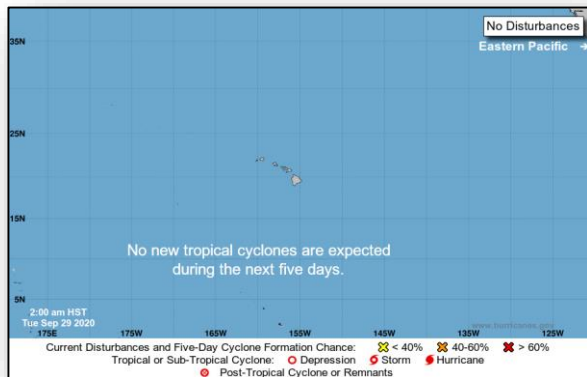 No Disturbances
35N
Eastern Pacific
25N
15N
No new tropical cyclones are expected
during the next five days.
5N
2:00 am HST
Tue Sep 29 2020
www.hurricanes.gov
175E
175W
165W
155W
145W
135W
125W
Current Disturbances and Five-Day Cyclone Formation Chance: < 40% 40-60% > 60%
Tropical or Sub-Tropical Cyclone: Depression Storm Hurricane
Post-Tropical Cyclone or Remnants